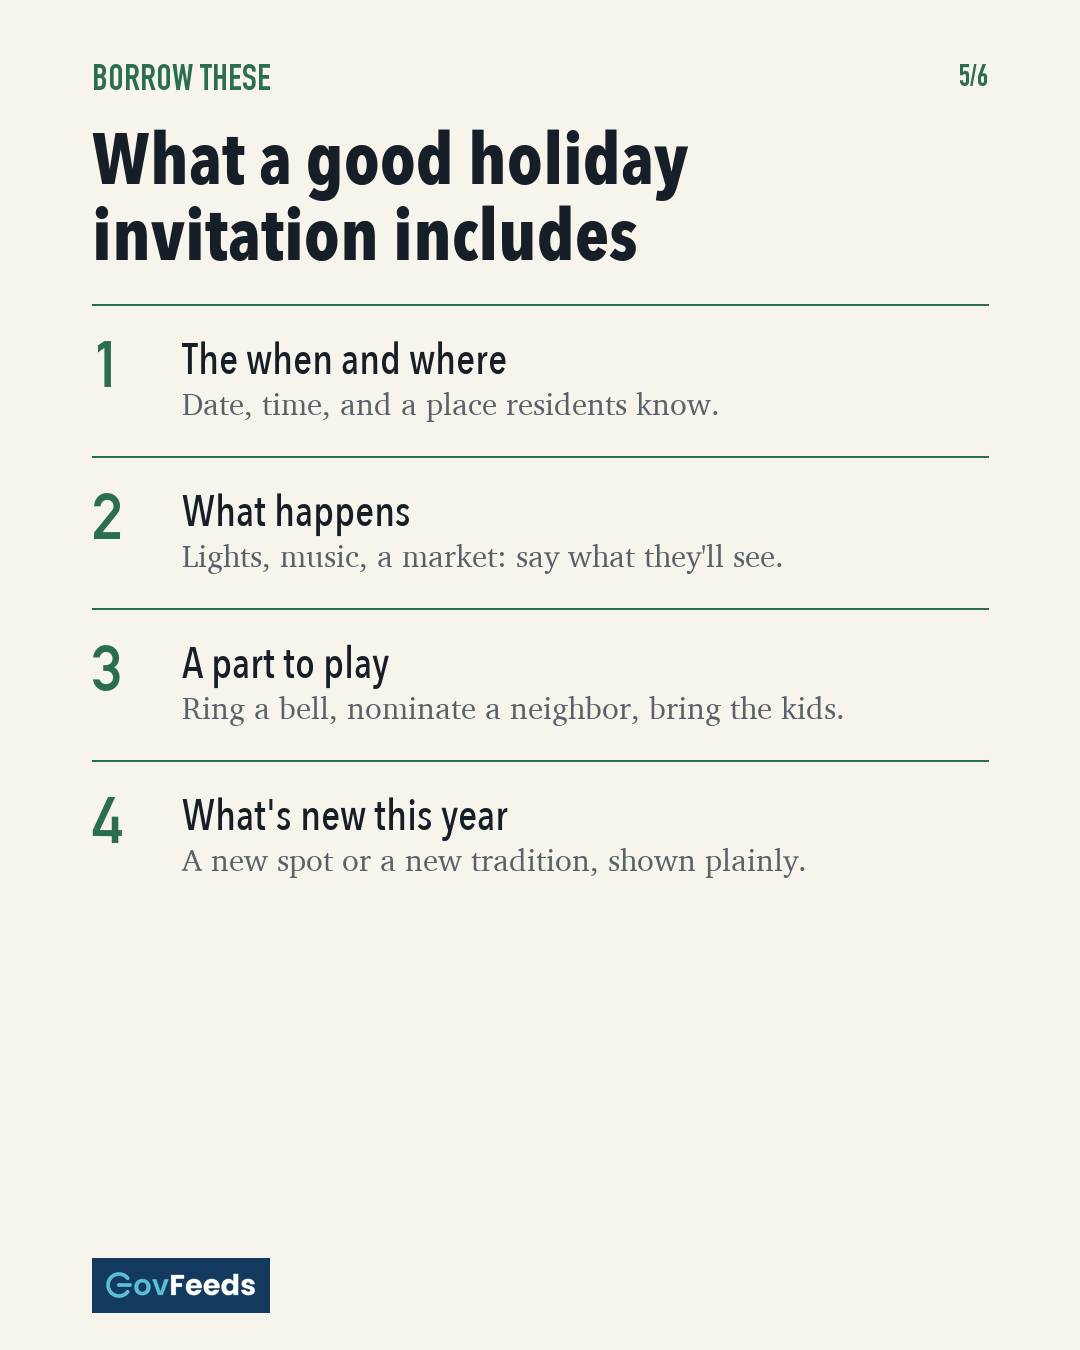 BORROW THESE
5/6
What a good holiday
invitation includes
1
The when and where
Date, time, and a place residents know.
2
What happens
Lights, music, a market: say what they'll see.
3
A part to play
Ring a bell, nominate a neighbor, bring the kids.
4
What's new this year
A new spot or a new tradition, shown plainly.
GovFeeds